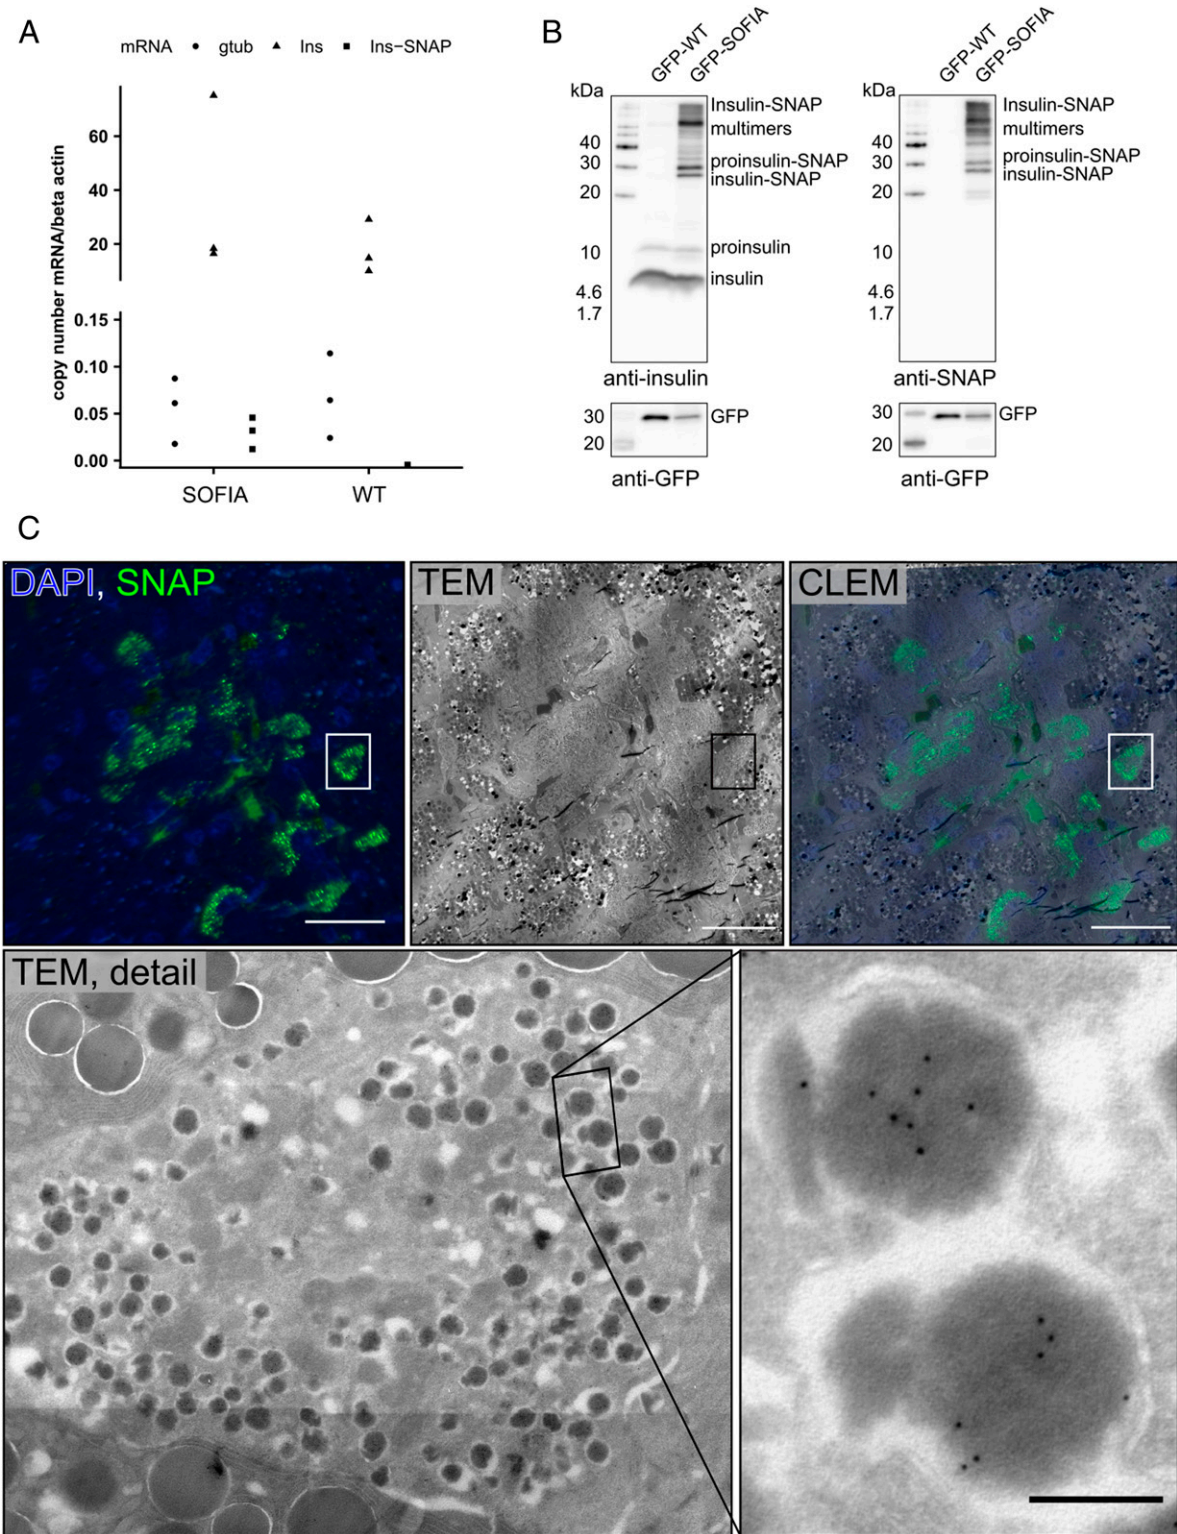 A
mRNA ● gtub ▲ Ins ■ Ins−SNAP
copy number mRNA/beta actin
60
40
20
0.15
0.10
0.05
0.00
SOFIA WT
B
GFP-WT
GFP-SOFIA
kDa
40
30
20
10
4.6
1.7
Insulin-SNAP
multimers
proinsulin-SNAP
insulin-SNAP
proinsulin
insulin
anti-insulin
30
20
GFP
anti-GFP
GFP-WT
GFP-SOFIA
kDa
40
30
20
10
4.6
1.7
Insulin-SNAP
multimers
proinsulin-SNAP
insulin-SNAP
anti-SNAP
30
20
GFP
anti-GFP
C
DAPI, SNAP
TEM
CLEM
TEM, detail